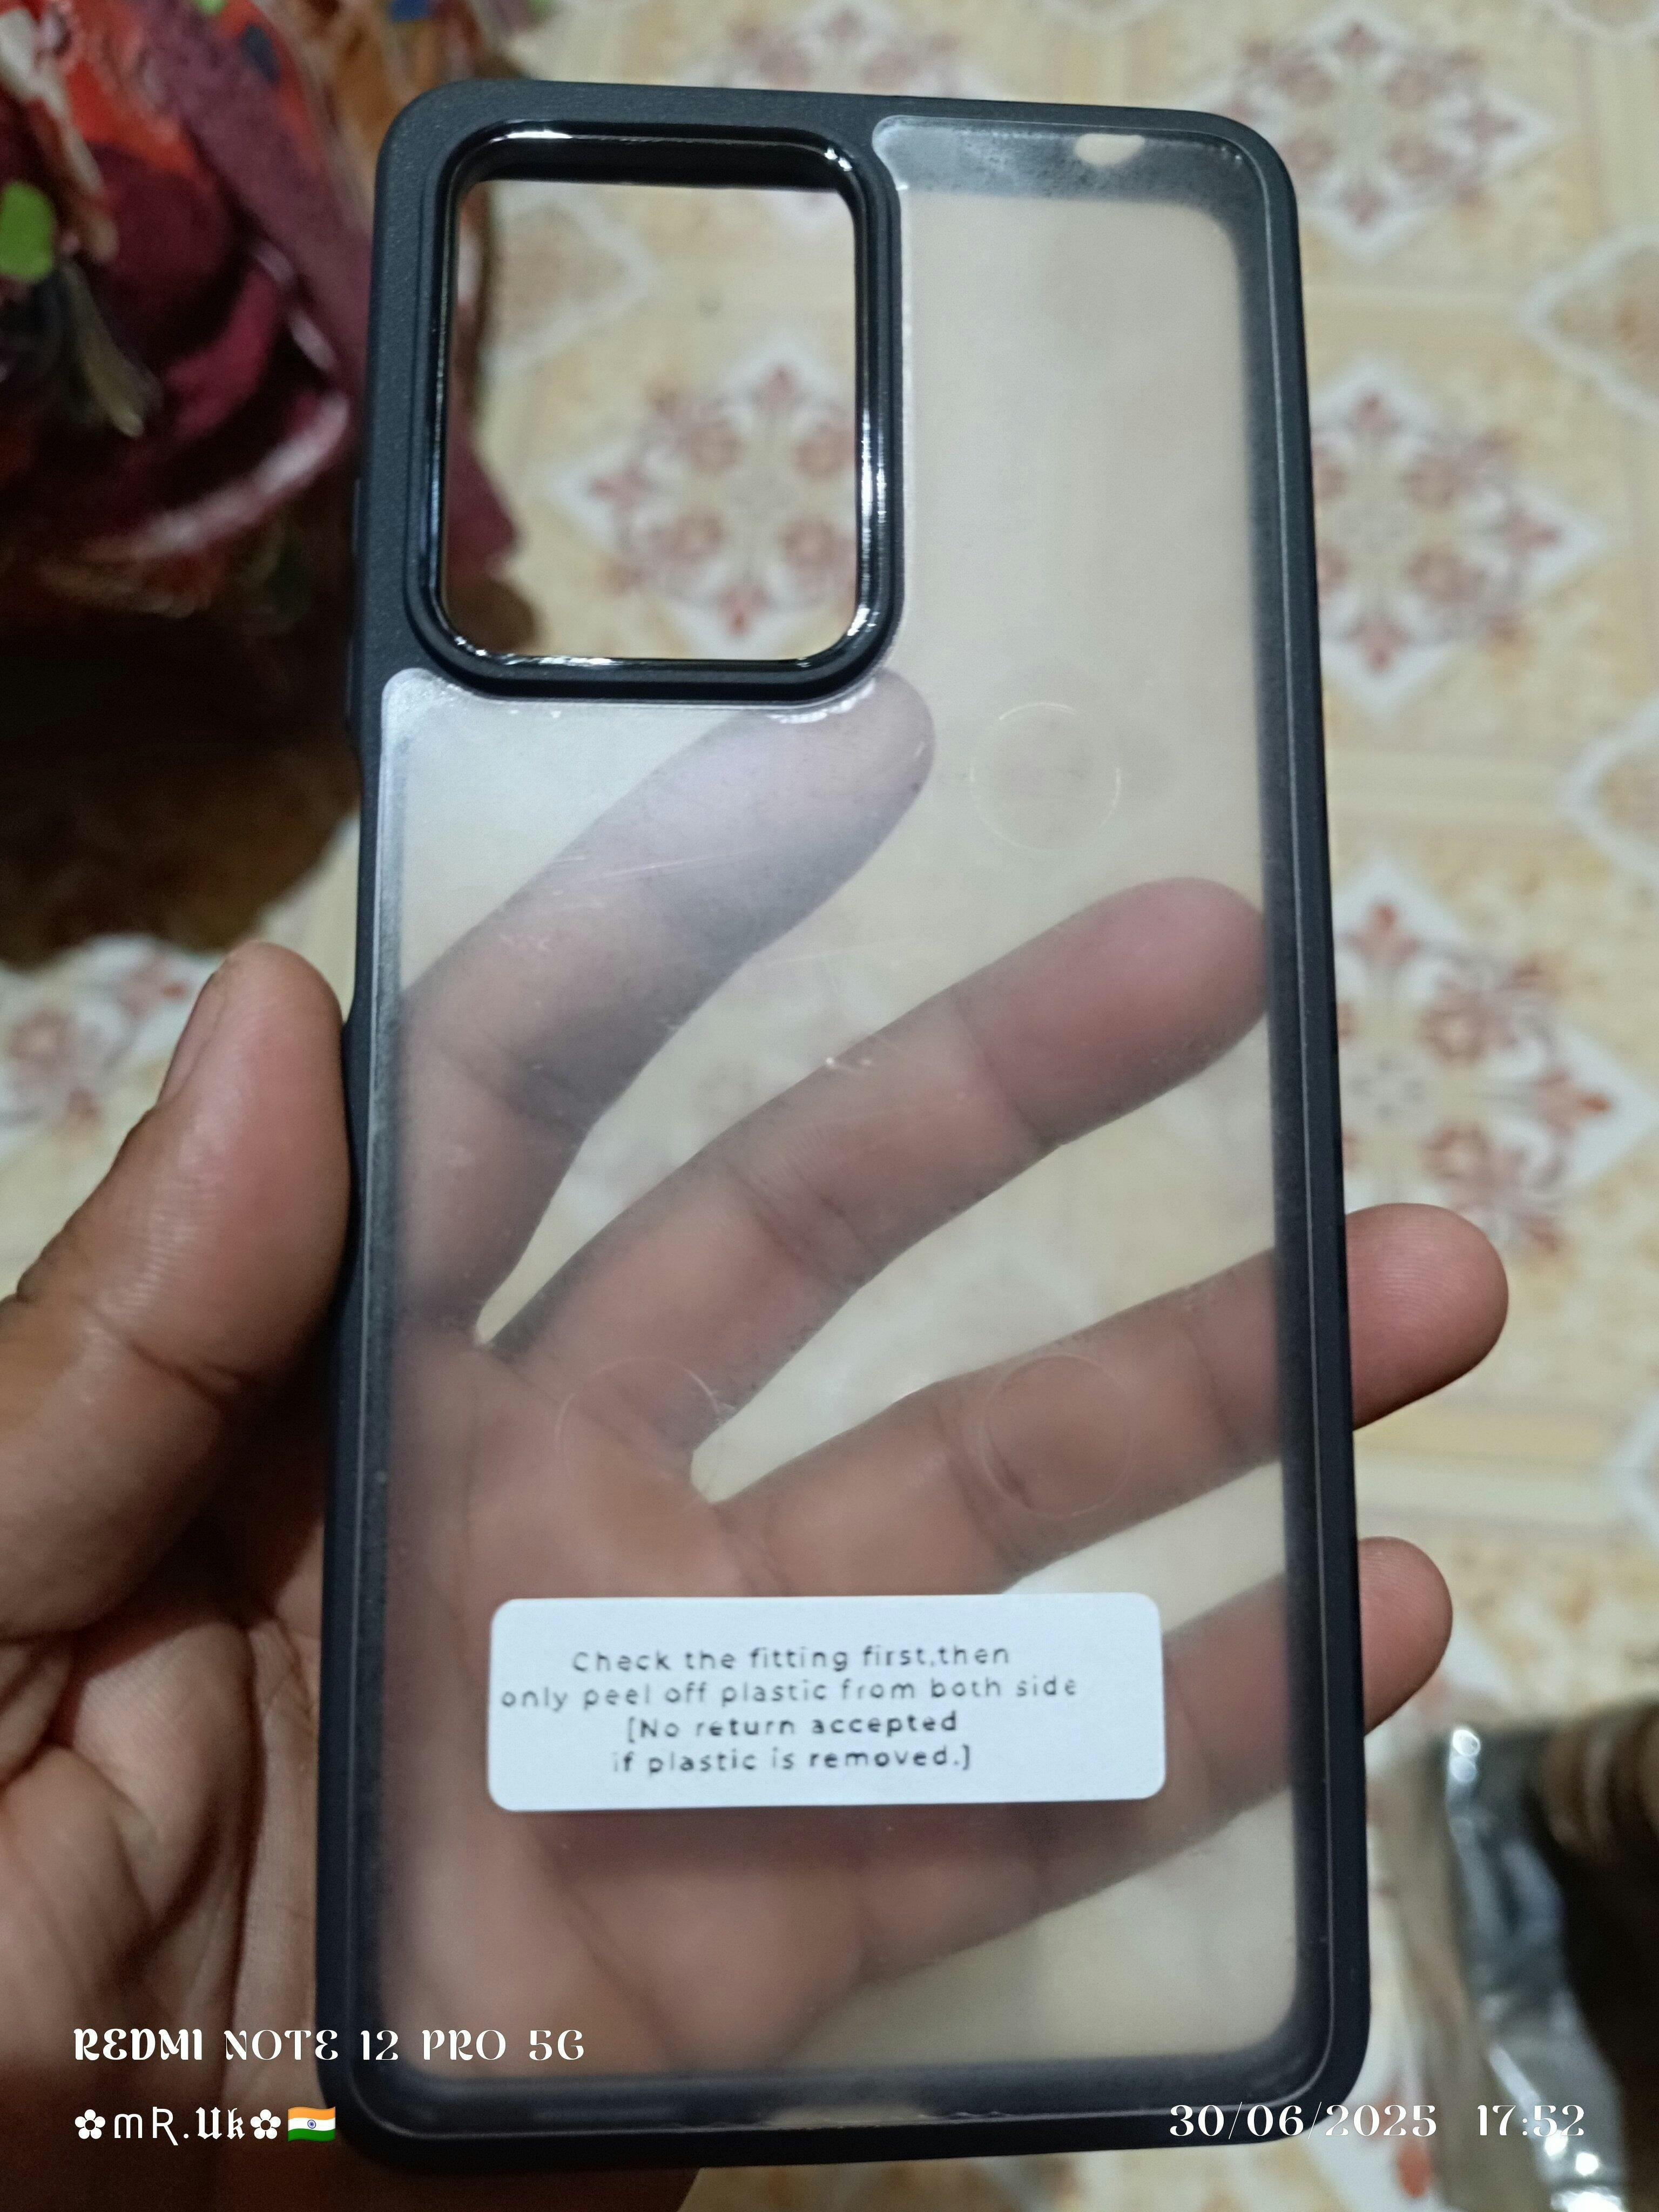 Check the fitting first,then
only peel off plastic from both side
[No return accepted
if plastic is removed.]
REDMI NOTE 12 PRO 5G
✿mR.𝖀𝖐✿🇮🇳
30/06/2025 17:52